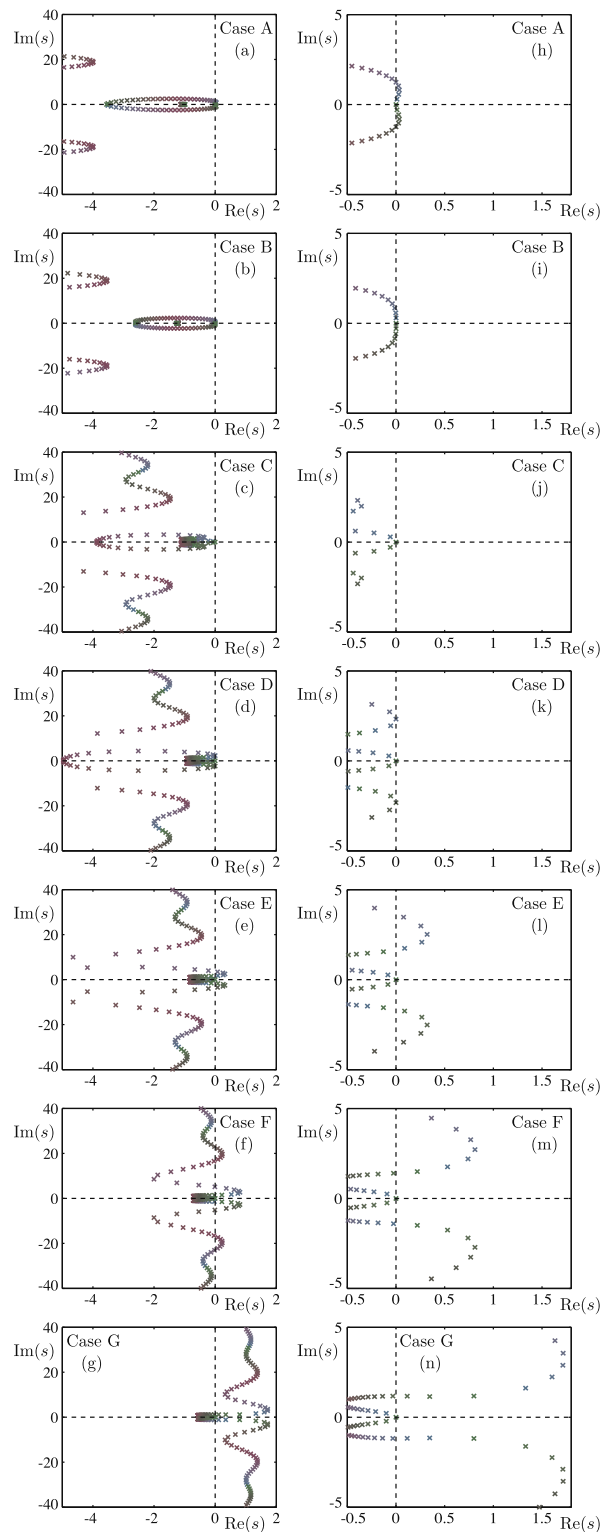 Case A Case A
Im(s) (a) Im(s) (h)
40 5
20
0 0
-20
-40 -5
-4 -2 0 2 -0.5 0 0.5 1 1.5
Re(s) Re(s)
Case B Case B
Im(s) (b) Im(s) (i)
40 5
20
0 0
-20
-40 -5
-4 -2 0 2 -0.5 0 0.5 1 1.5
Re(s) Re(s)
Case C Case C
Im(s) (c) Im(s) (j)
40 5
20
0 0
-20
-40 -5
-4 -2 0 2 -0.5 0 0.5 1 1.5
Re(s) Re(s)
Case D Case D
Im(s) (d) Im(s) (k)
40 5
20
0 0
-20
-40 -5
-4 -2 0 2 -0.5 0 0.5 1 1.5
Re(s) Re(s)
Case E Case E
Im(s) (e) Im(s) (l)
40 5
20
0 0
-20
-40 -5
-4 -2 0 2 -0.5 0 0.5 1 1.5
Re(s) Re(s)
Case F Case F
Im(s) (f) Im(s) (m)
40 5
20
0 0
-20
-40 -5
-4 -2 0 2 -0.5 0 0.5 1 1.5
Re(s) Re(s)
Case G Case G
Im(s) (g) Im(s) (n)
40 5
20
0 0
-20
-40 -5
-4 -2 0 2 -0.5 0 0.5 1 1.5
Re(s) Re(s)